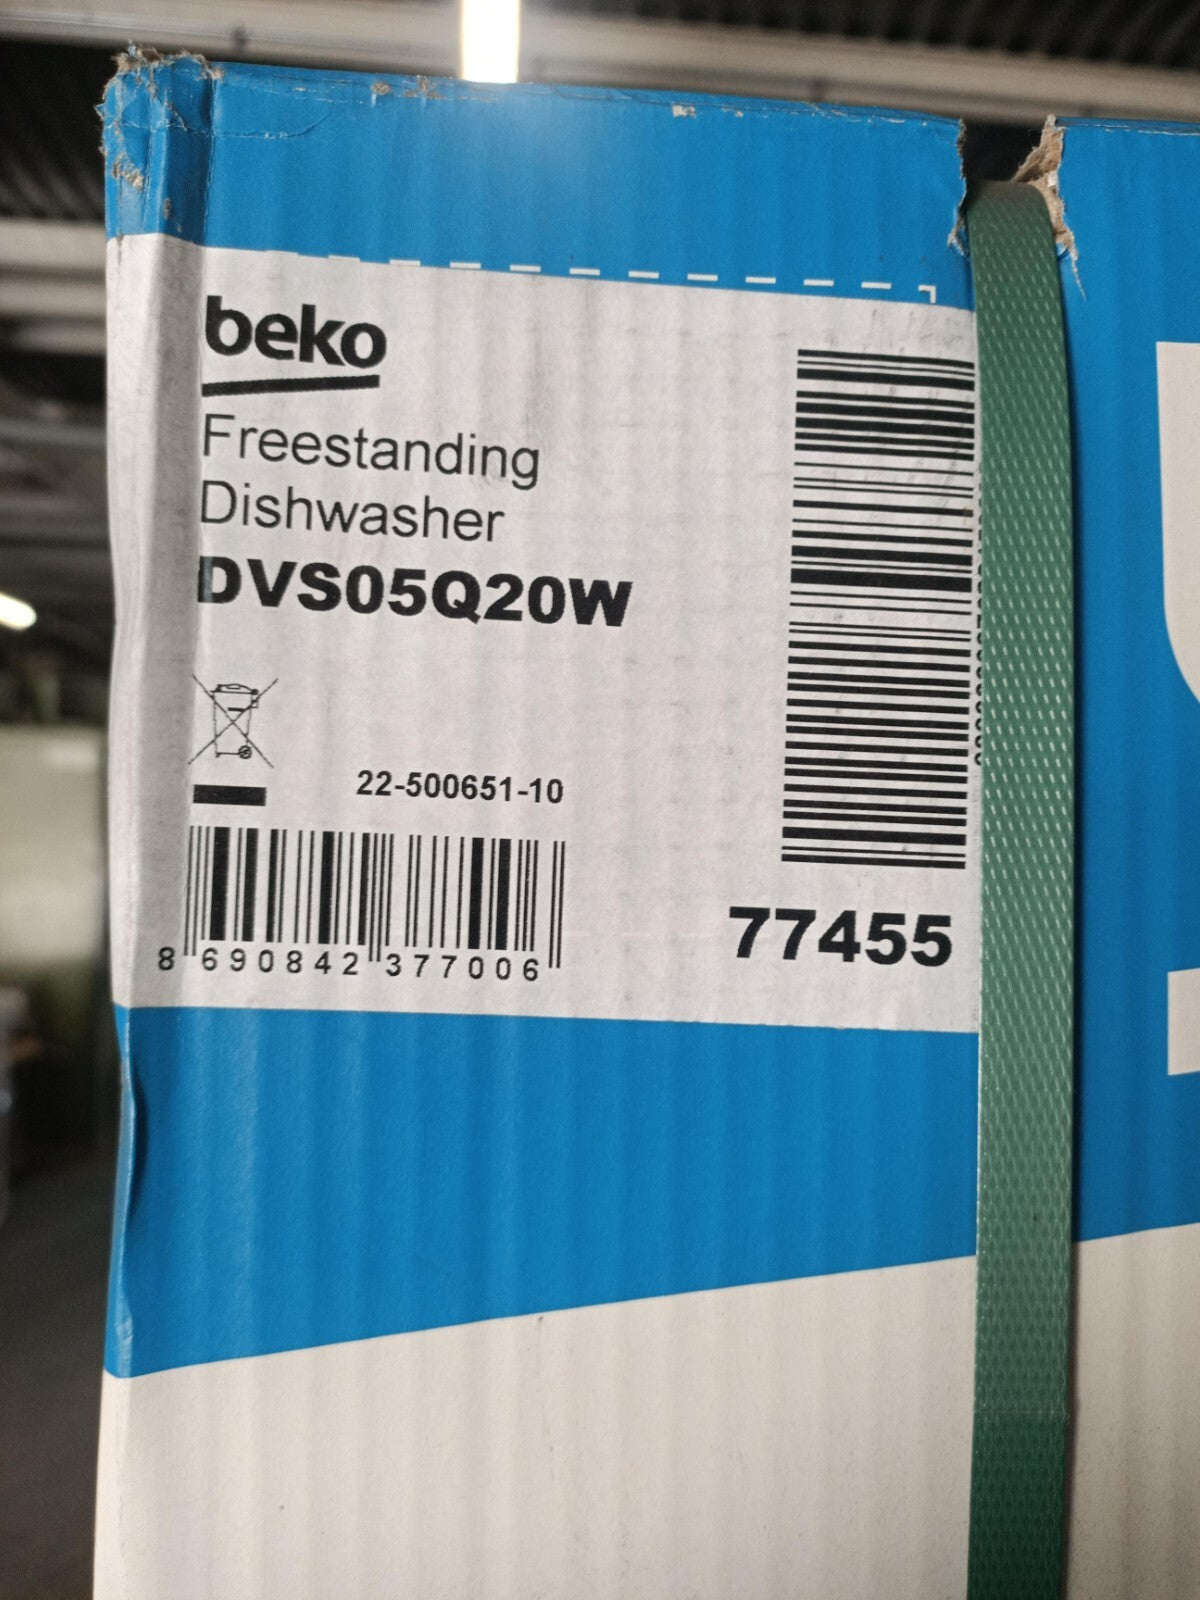 beko
Freestanding
Dishwasher
DVS05Q20W
22-500651-10
8 690842 377006
77455